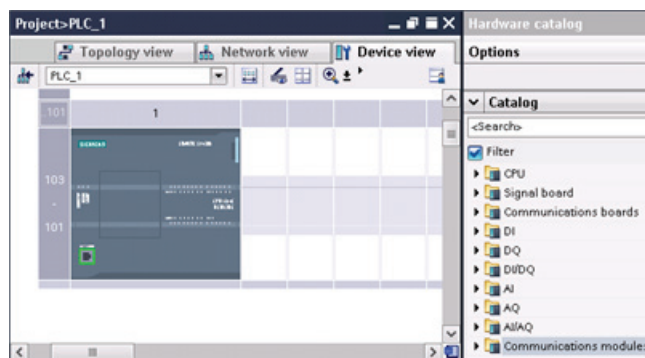 Project>PLC_1
Topology view
Network view
Device view
PLC_1
101
1
103
-
101
SIEMENS
Hardware catalog
Options
Catalog
<Search>
Filter
CPU
Signal board
Communications boards
DI
DQ
DI/DQ
AI
AQ
AI/AQ
Communications module